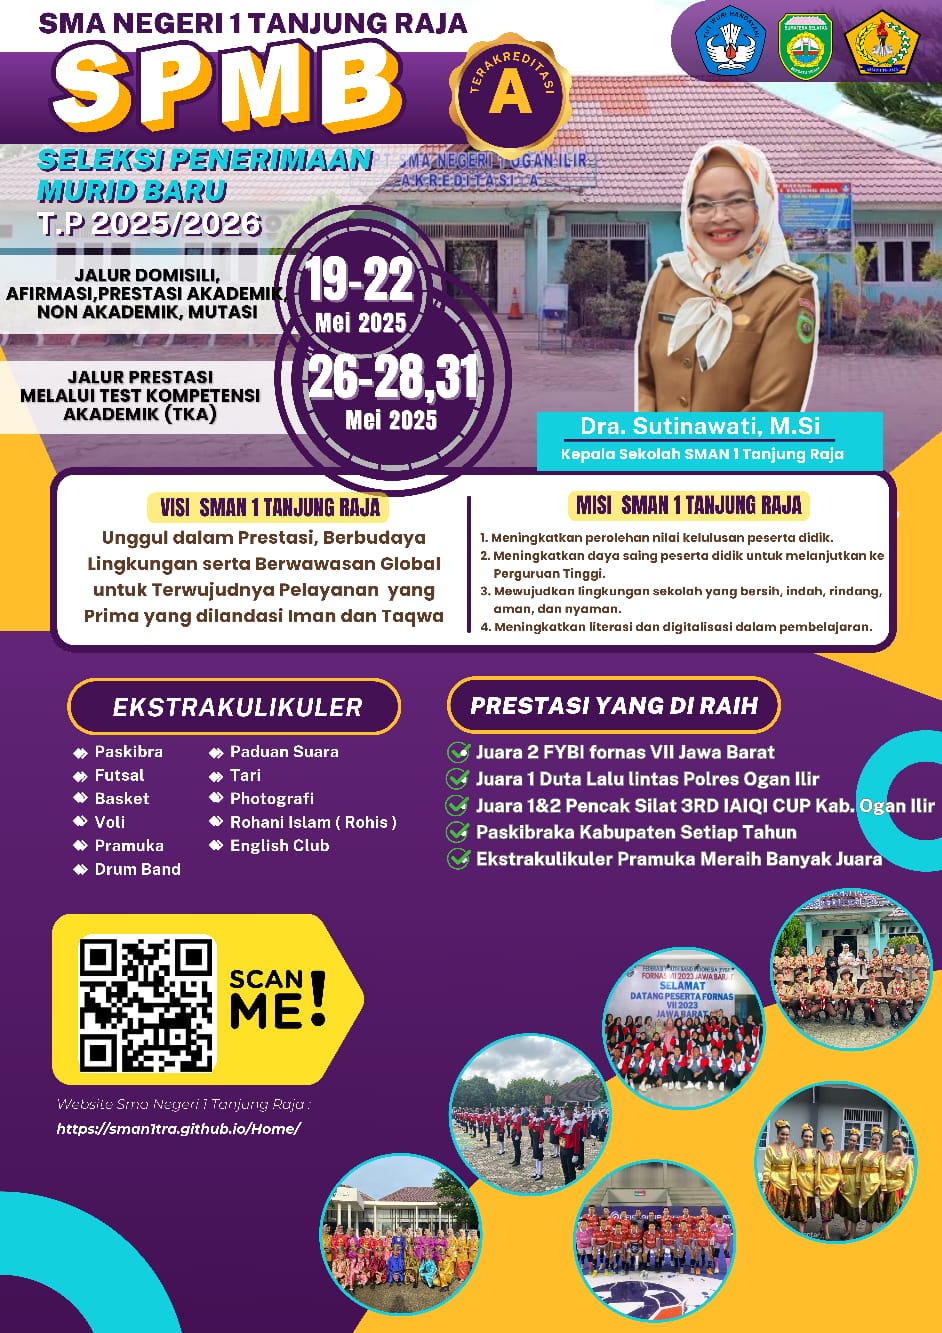 SMA NEGERI 1 TANJUNG RAJA
SPMB
TERAKREDITASI
A
TUT WURI HANDAYANI
SUMATERA SELATAN
SELEKSI PENERIMAAN
MURID BARU
T.P 2025/2026
SMA NEGERI 1 OGAN ILIR
AKREDITASI : A
JALUR DOMISILI,
AFIRMASI,PRESTASI AKADEMIK,
NON AKADEMIK, MUTASI
19-22
Mei 2025
JALUR PRESTASI
MELALUI TEST KOMPETENSI
AKADEMIK (TKA)
26-28,31
Mei 2025
Dra. Sutinawati, M.Si
Kepala Sekolah SMAN 1 Tanjung Raja
VISI SMAN 1 TANJUNG RAJA
Unggul dalam Prestasi, Berbudaya
Lingkungan serta Berwawasan Global
untuk Terwujudnya Pelayanan yang
Prima yang dilandasi Iman dan Taqwa
MISI SMAN 1 TANJUNG RAJA
1. Meningkatkan perolehan nilai kelulusan peserta didik.
2. Meningkatkan daya saing peserta didik untuk melanjutkan ke
Perguruan Tinggi.
3. Mewujudkan lingkungan sekolah yang bersih, indah, rindang,
aman, dan nyaman.
4. Meningkatkan literasi dan digitalisasi dalam pembelajaran.
EKSTRAKULIKULER
Paskibra
Futsal
Basket
Voli
Pramuka
Drum Band
Paduan Suara
Tari
Photografi
Rohani Islam ( Rohis )
English Club
PRESTASI YANG DI RAIH
Juara 2 FYBI fornas VII Jawa Barat
Juara 1 Duta Lalu lintas Polres Ogan Ilir
Juara 1&2 Pencak Silat 3RD IAIQI CUP Kab. Ogan Ilir
Paskibraka Kabupaten Setiap Tahun
Ekstrakulikuler Pramuka Meraih Banyak Juara
SCAN
ME!
Website Sma Negeri 1 Tanjung Raja :
https://sman1tra.github.io/Home/
FORNAS VII 2023 JAWA BARAT
SELAMAT
DATANG PESERTA FORNAS
VII 2023
JAWA BARAT